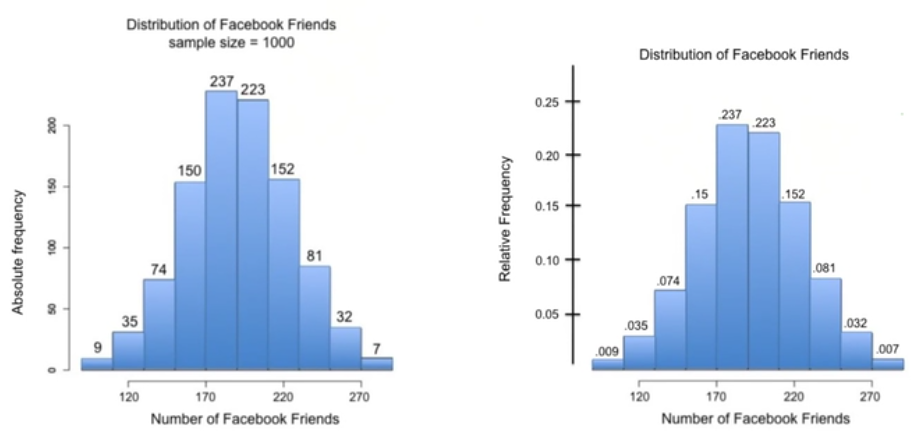 Distribution of Facebook Friends
sample size = 1000
237 223
150 152
74 81
35 32
9 7
200
150
100
50
0
Absolute frequency
120 170 220 270
Number of Facebook Friends
Distribution of Facebook Friends
.237 .223
.15 .152
.074 .081
.035 .032
.009 .007
0.25
0.20
0.15
0.10
0.05
Relative Frequency
120 170 220 270
Number of Facebook Friends